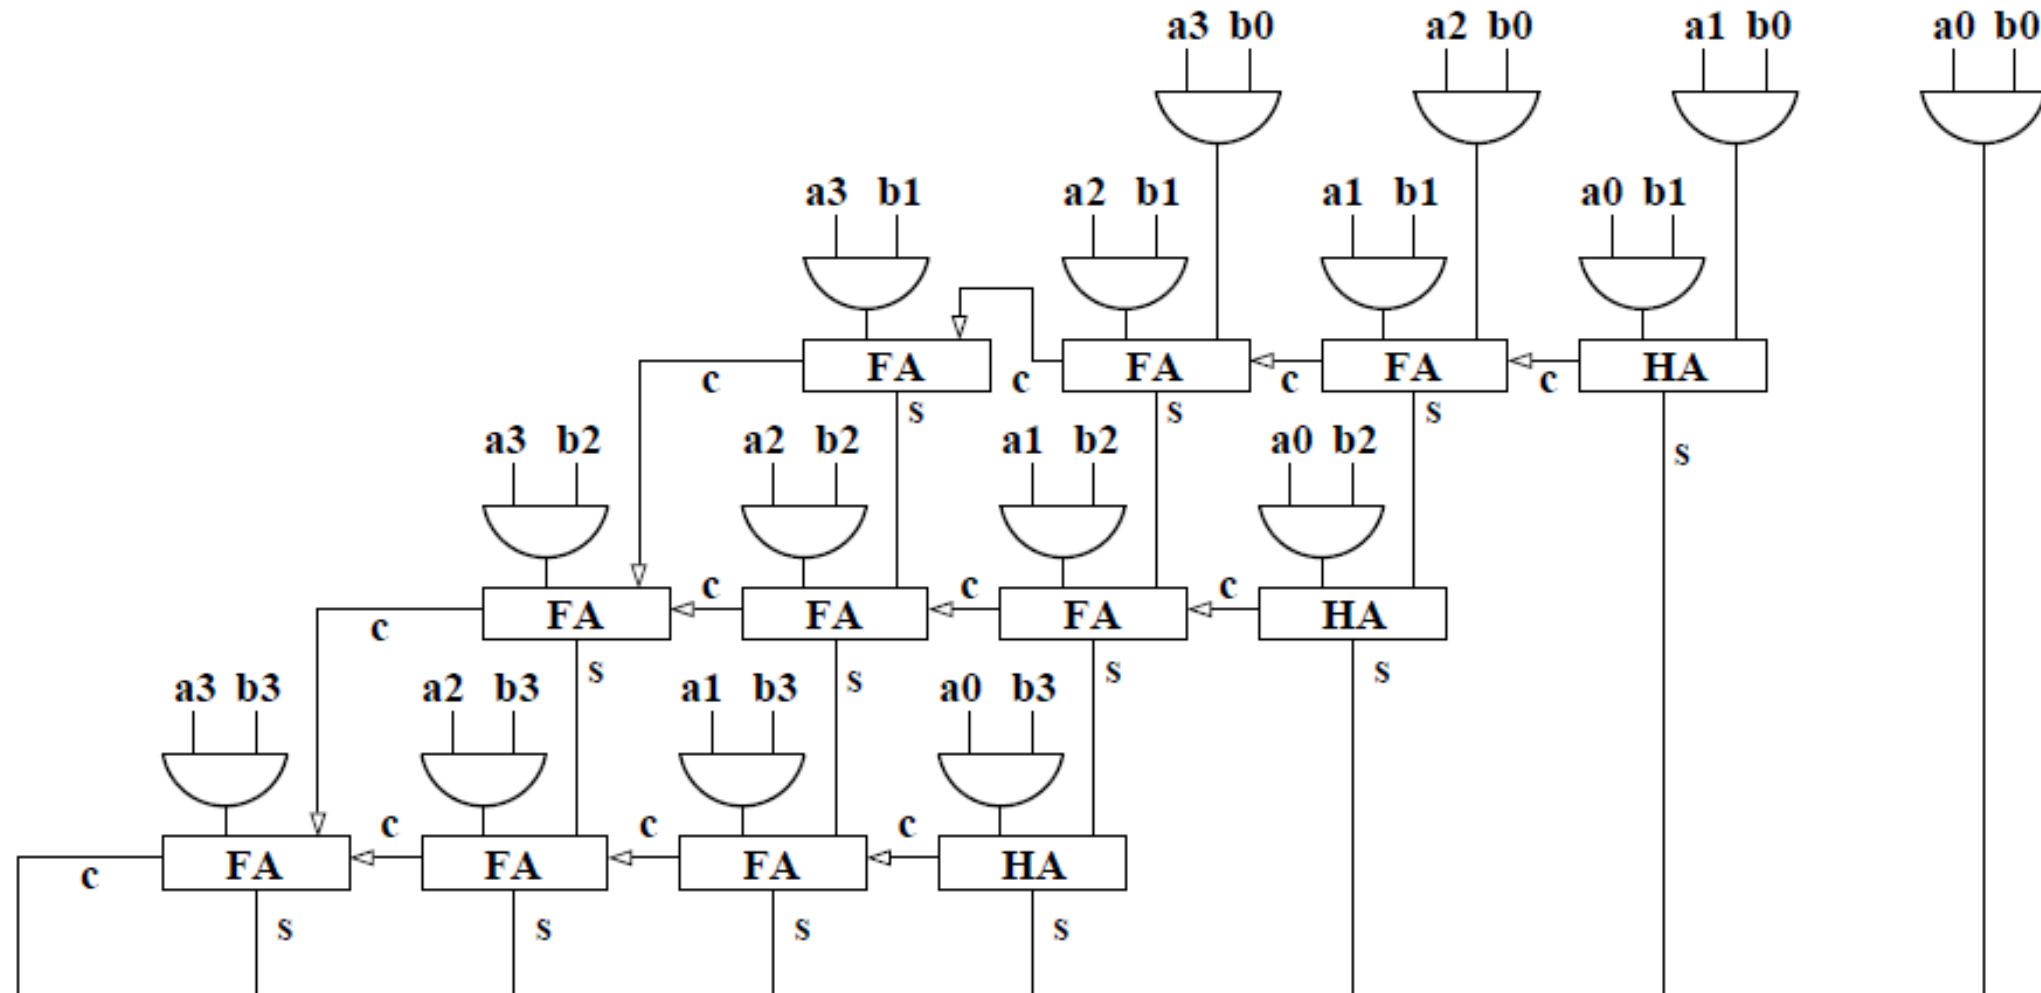 a3 b0 a2 b0 a1 b0 a0 b0
a3 b1 a2 b1 a1 b1 a0 b1
FA FA FA HA
c c c c
s s s
s
a3 b2 a2 b2 a1 b2 a0 b2
c c c
FA FA FA HA
c
s s s s
a3 b3 a2 b3 a1 b3 a0 b3
c c c
FA FA FA HA
c
s s s s